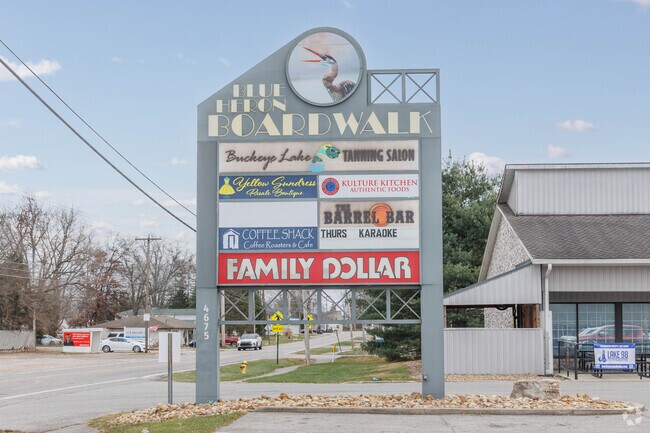 BLUE
HERON
BOARDWALK
Buckeye Lake TANNING SALON
Yellow Sundress
Resale Boutique
KULTURE KITCHEN
AUTHENTIC FOODS
THE
BARREL BAR
THURS KARAOKE
COFFEE SHACK
Coffee Roasters & Cafe
FAMILY DOLLAR
4675
LAKE 98